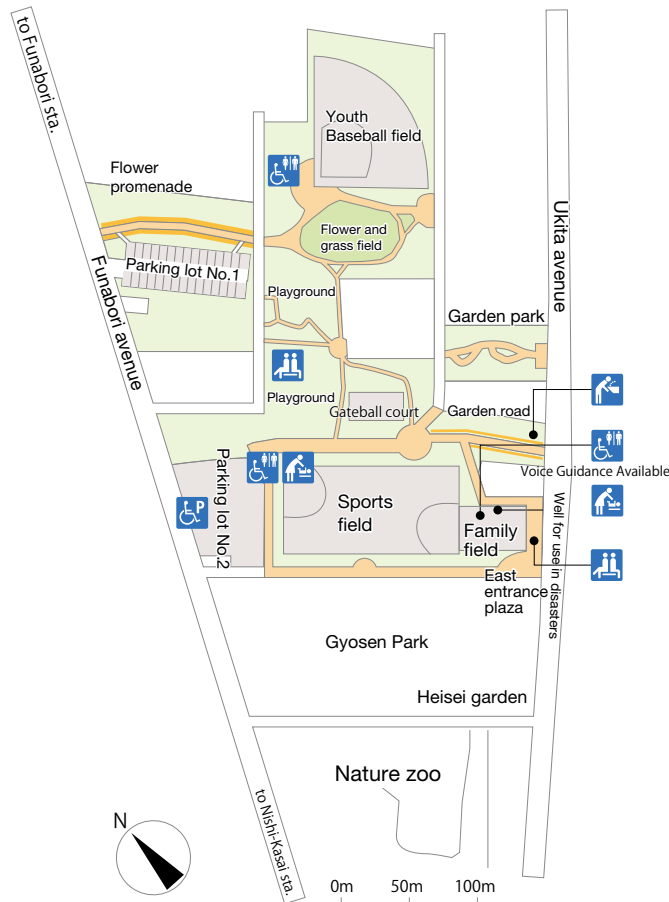 to Funabori sta.
Youth
Baseball field
Flower
promenade
Flower and
grass field
Ukita avenue
Parking lot No.1
Funabori avenue
Playground
Garden park
Playground
Gateball court
Garden road
Voice Guidance Available
Parking lot No.2
P
Sports
field
Family
field
Well for use in disasters
East
entrance
plaza
Gyosen Park
Heisei garden
Nature zoo
to Nishi-Kasai sta.
N
0m 50m 100m